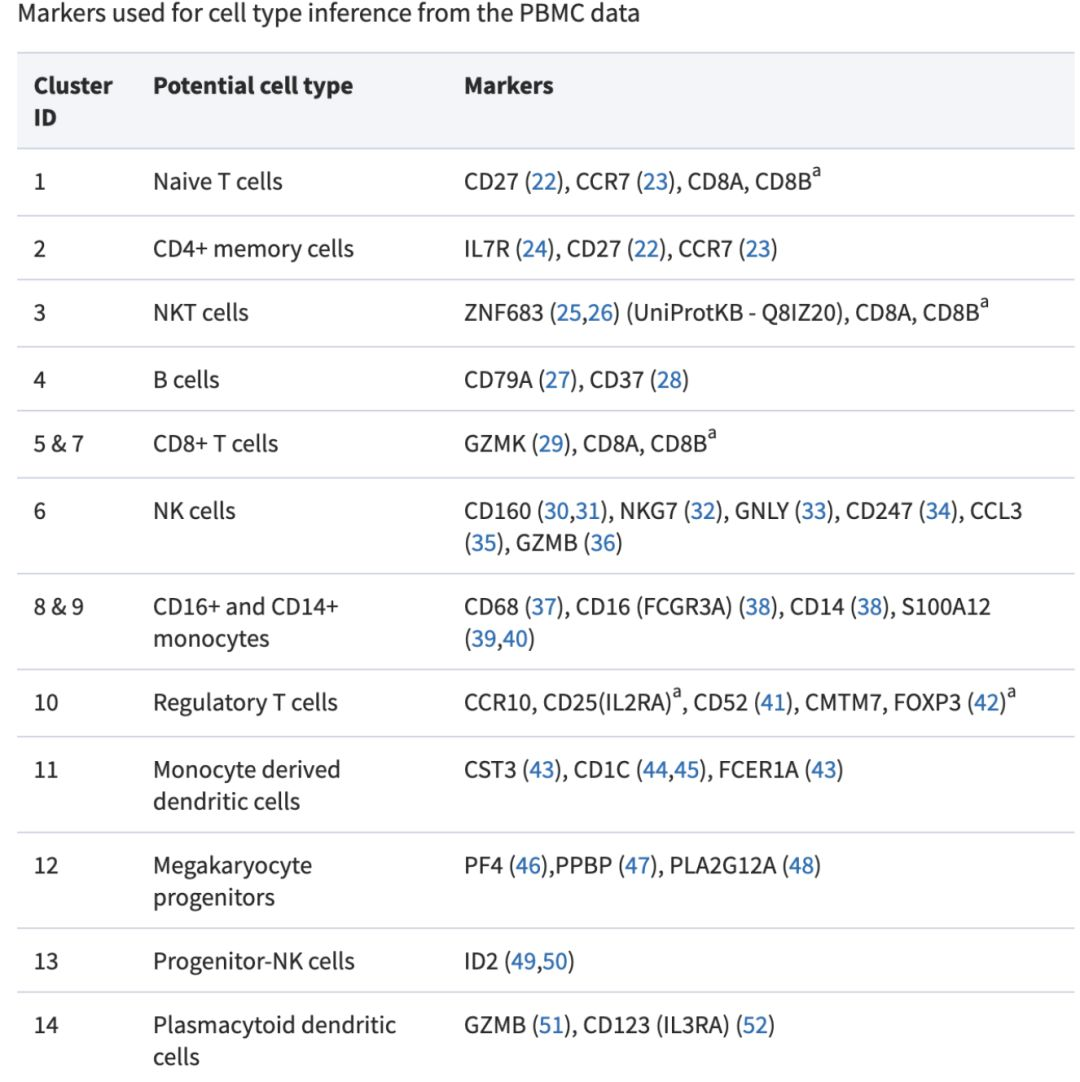 Markers used for cell type inference from the PBMC data
Cluster ID Potential cell type Markers
1 Naive T cells CD27 (22), CCR7 (23), CD8A, CD8Bᵃ
2 CD4+ memory cells IL7R (24), CD27 (22), CCR7 (23)
3 NKT cells ZNF683 (25,26) (UniProtKB - Q8IZ20), CD8A, CD8Bᵃ
4 B cells CD79A (27), CD37 (28)
5 & 7 CD8+ T cells GZMK (29), CD8A, CD8Bᵃ
6 NK cells CD160 (30,31), NKG7 (32), GNLY (33), CD247 (34), CCL3
(35), GZMB (36)
8 & 9 CD16+ and CD14+ monocytes CD68 (37), CD16 (FCGR3A) (38), CD14 (38), S100A12
(39,40)
10 Regulatory T cells CCR10, CD25(IL2RA)ᵃ, CD52 (41), CMTM7, FOXP3 (42)ᵃ
11 Monocyte derived dendritic cells CST3 (43), CD1C (44,45), FCER1A (43)
12 Megakaryocyte progenitors PF4 (46),PPBP (47), PLA2G12A (48)
13 Progenitor-NK cells ID2 (49,50)
14 Plasmacytoid dendritic cells GZMB (51), CD123 (IL3RA) (52)